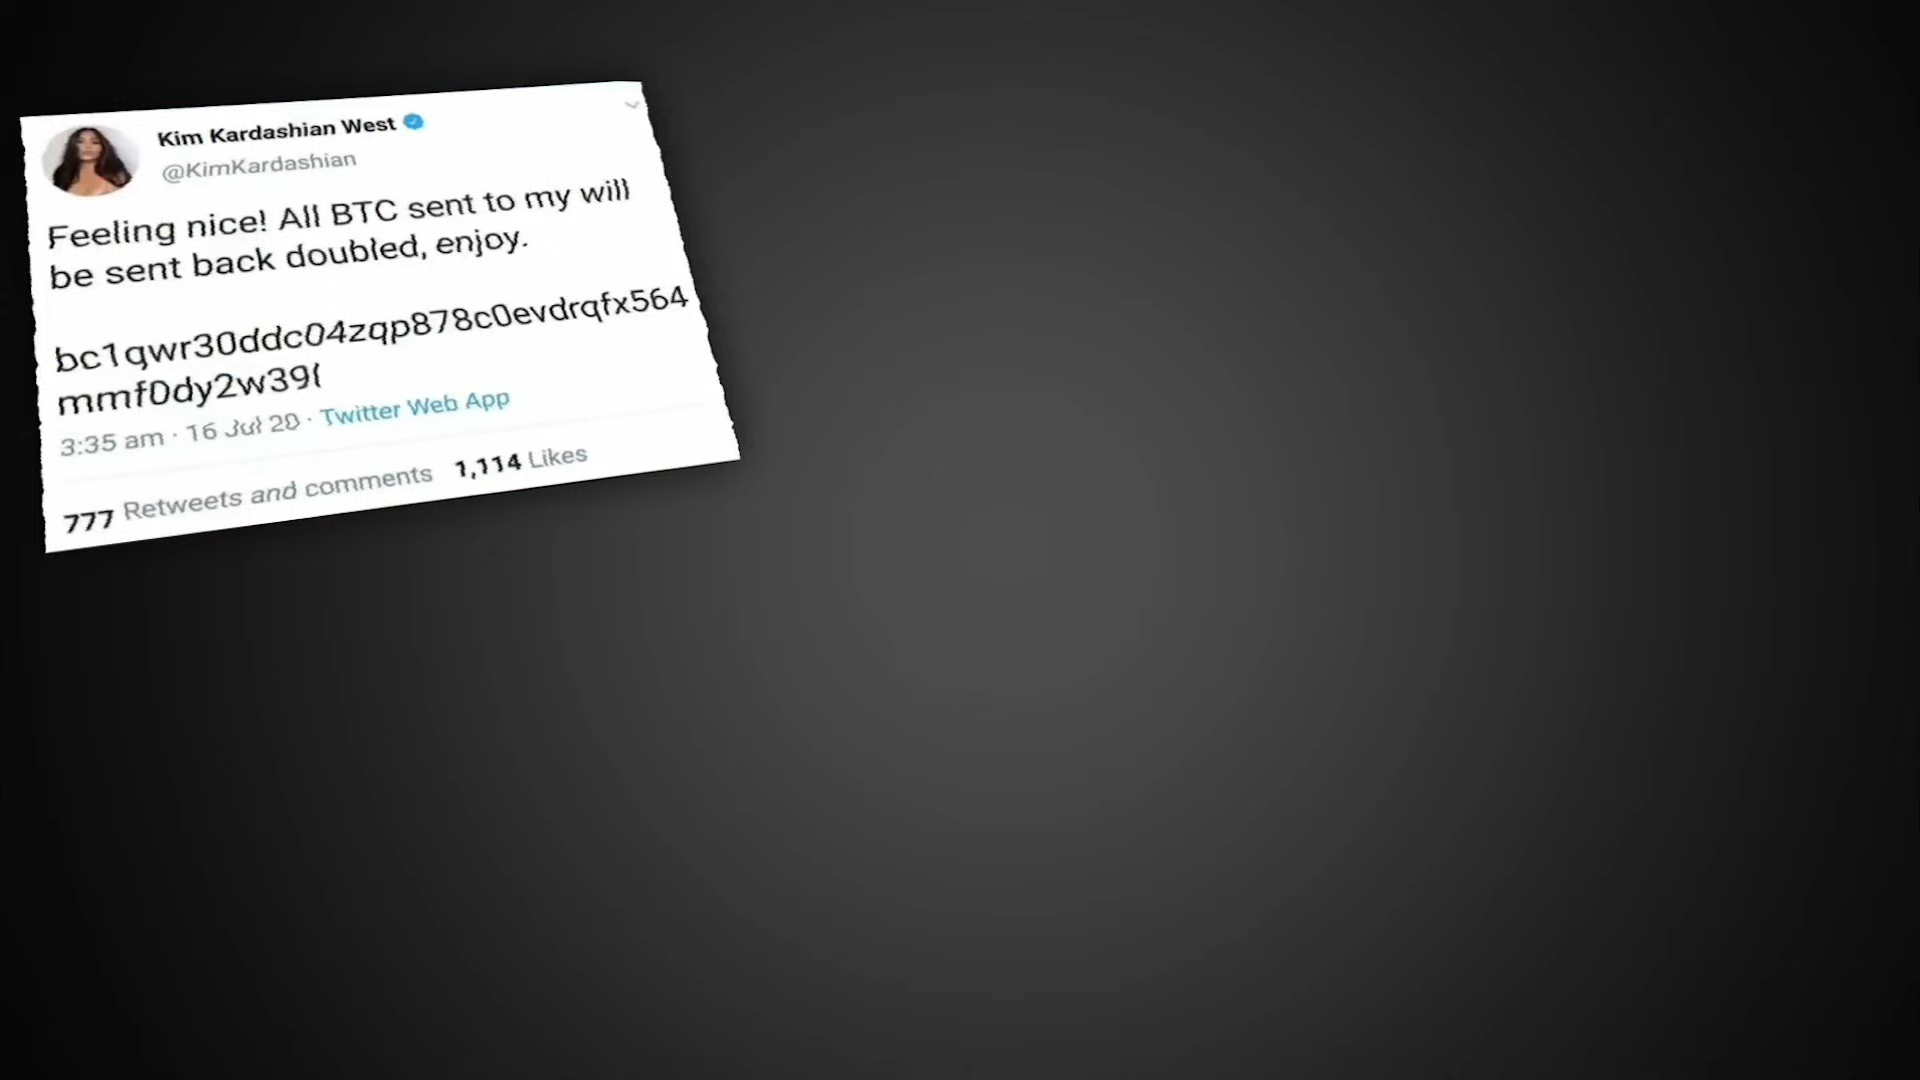 Kim Kardashian West
@KimKardashian
Feeling nice! All BTC sent to my will
be sent back doubled, enjoy.
bc1qwr30ddc04zqp878c0evdrqfx564
mmf0dy2w39l
3:35 am · 16 Jul 20 · Twitter Web App
777 Retweets and comments 1,114 Likes